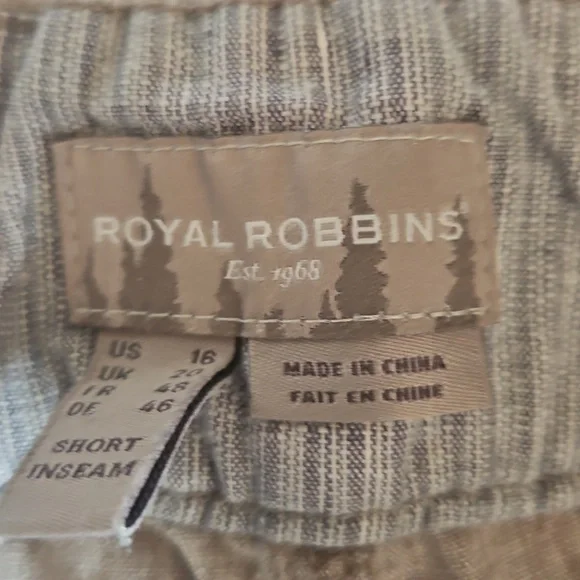 ROYAL ROBBINS
Est. 1968
US 16
UK 20
FR 48
DE 46
SHORT
INSEAM
MADE IN CHINA
FAIT EN CHINE